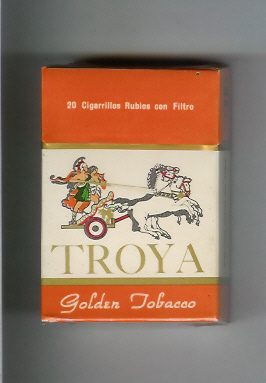 20 Cigarrillos Rubios con Filtro
TROYA
Golden Tobacco